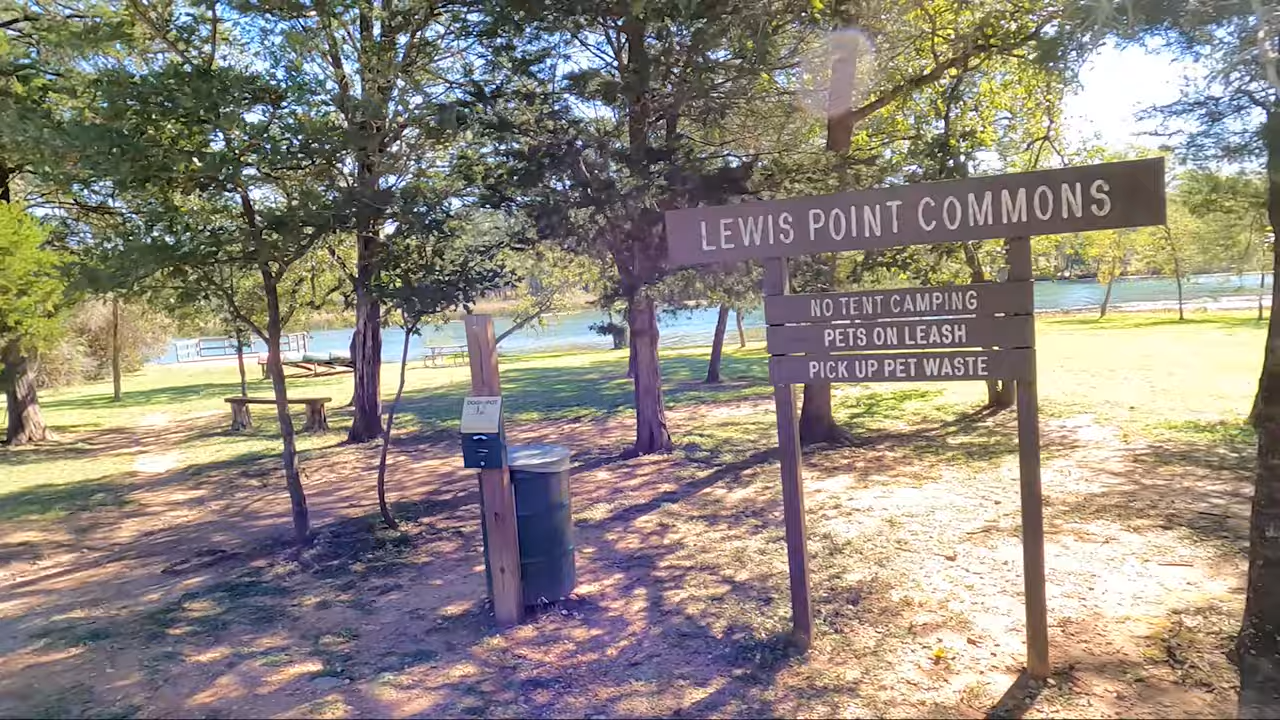 LEWIS POINT COMMONS
NO TENT CAMPING
PETS ON LEASH
PICK UP PET WASTE